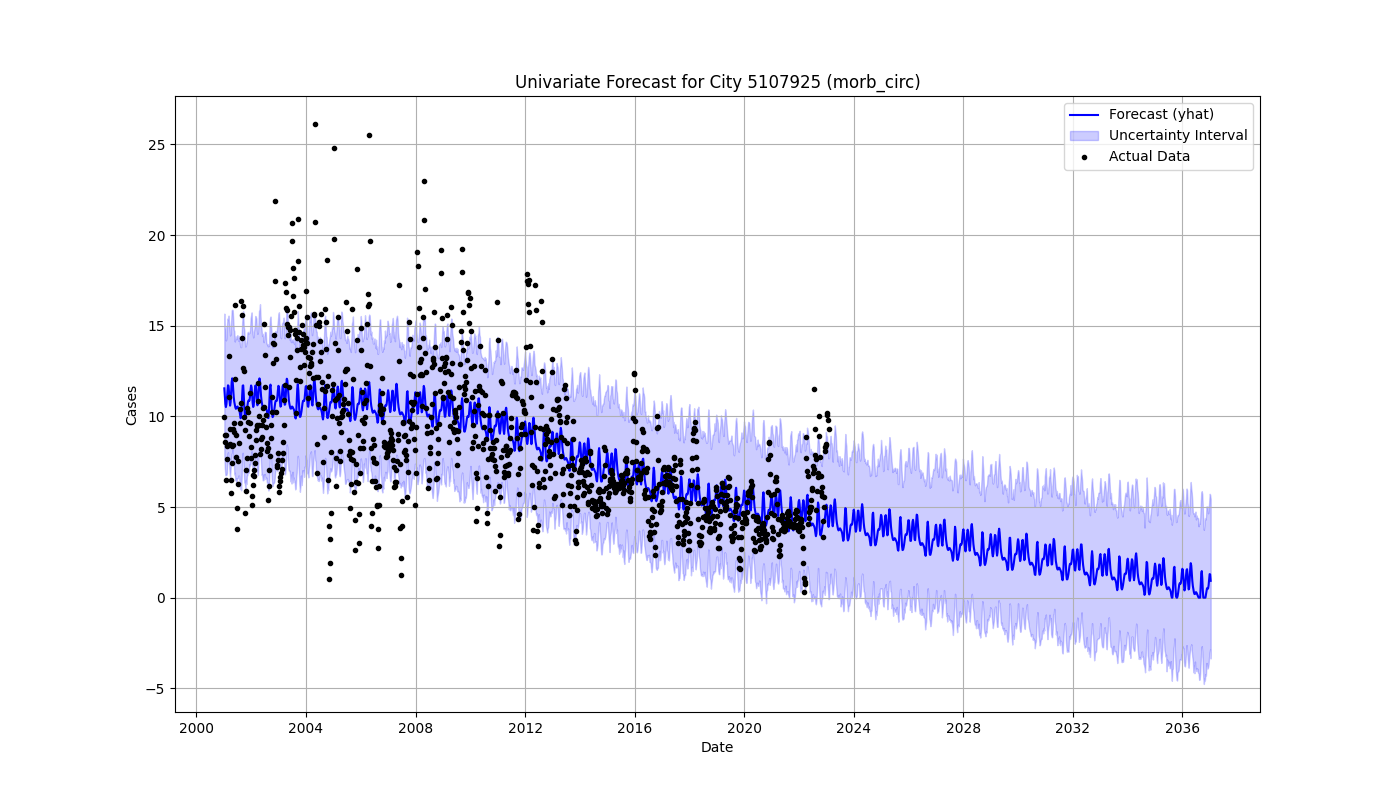 Univariate Forecast for City 5107925 (morb_circ)
Forecast (yhat)
Uncertainty Interval
Actual Data
Cases
25
20
15
10
5
0
−5
2000 2004 2008 2012 2016 2020 2024 2028 2032 2036
Date